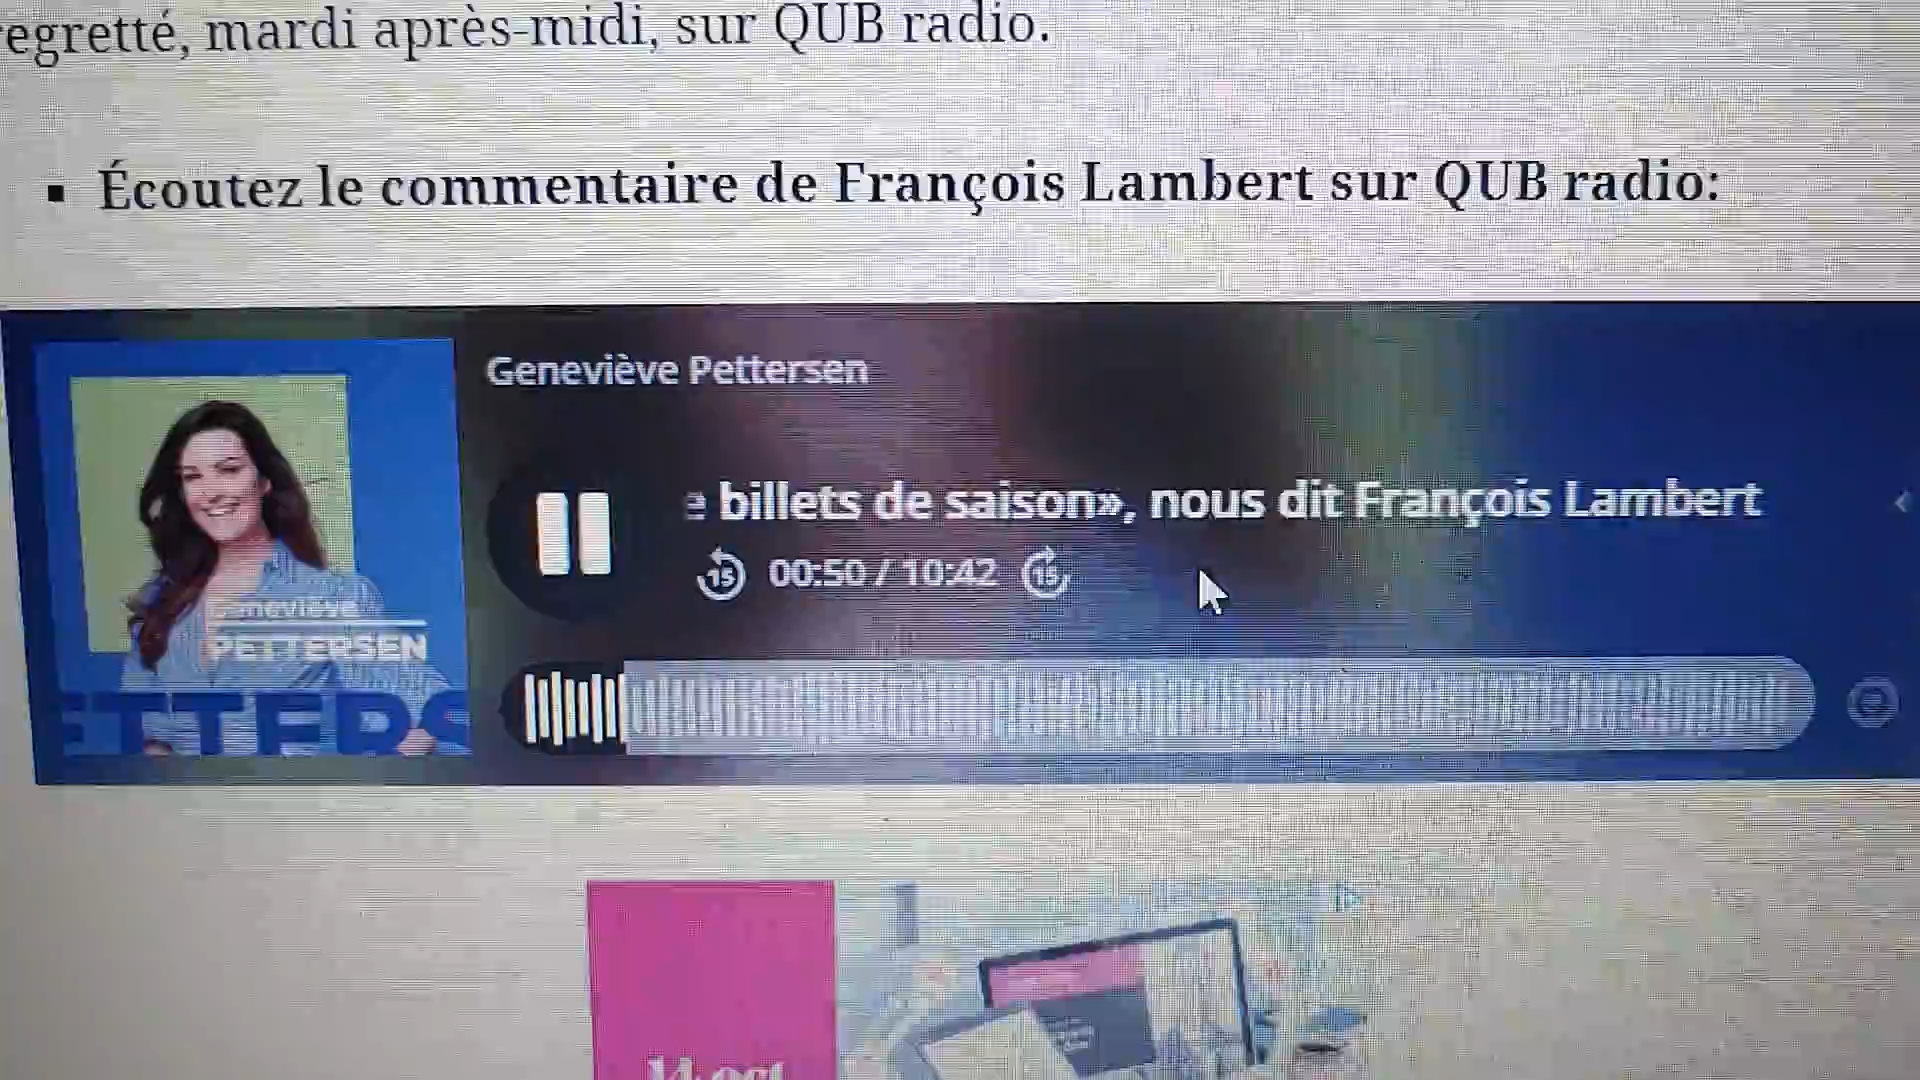 egretté, mardi après-midi, sur QUB radio.
▪ Écoutez le commentaire de François Lambert sur QUB radio:
Geneviève Pettersen
billets de saison», nous dit François Lambert
15 00:50 / 10:42 15
Geneviève
PETTERSEN
ETTERS